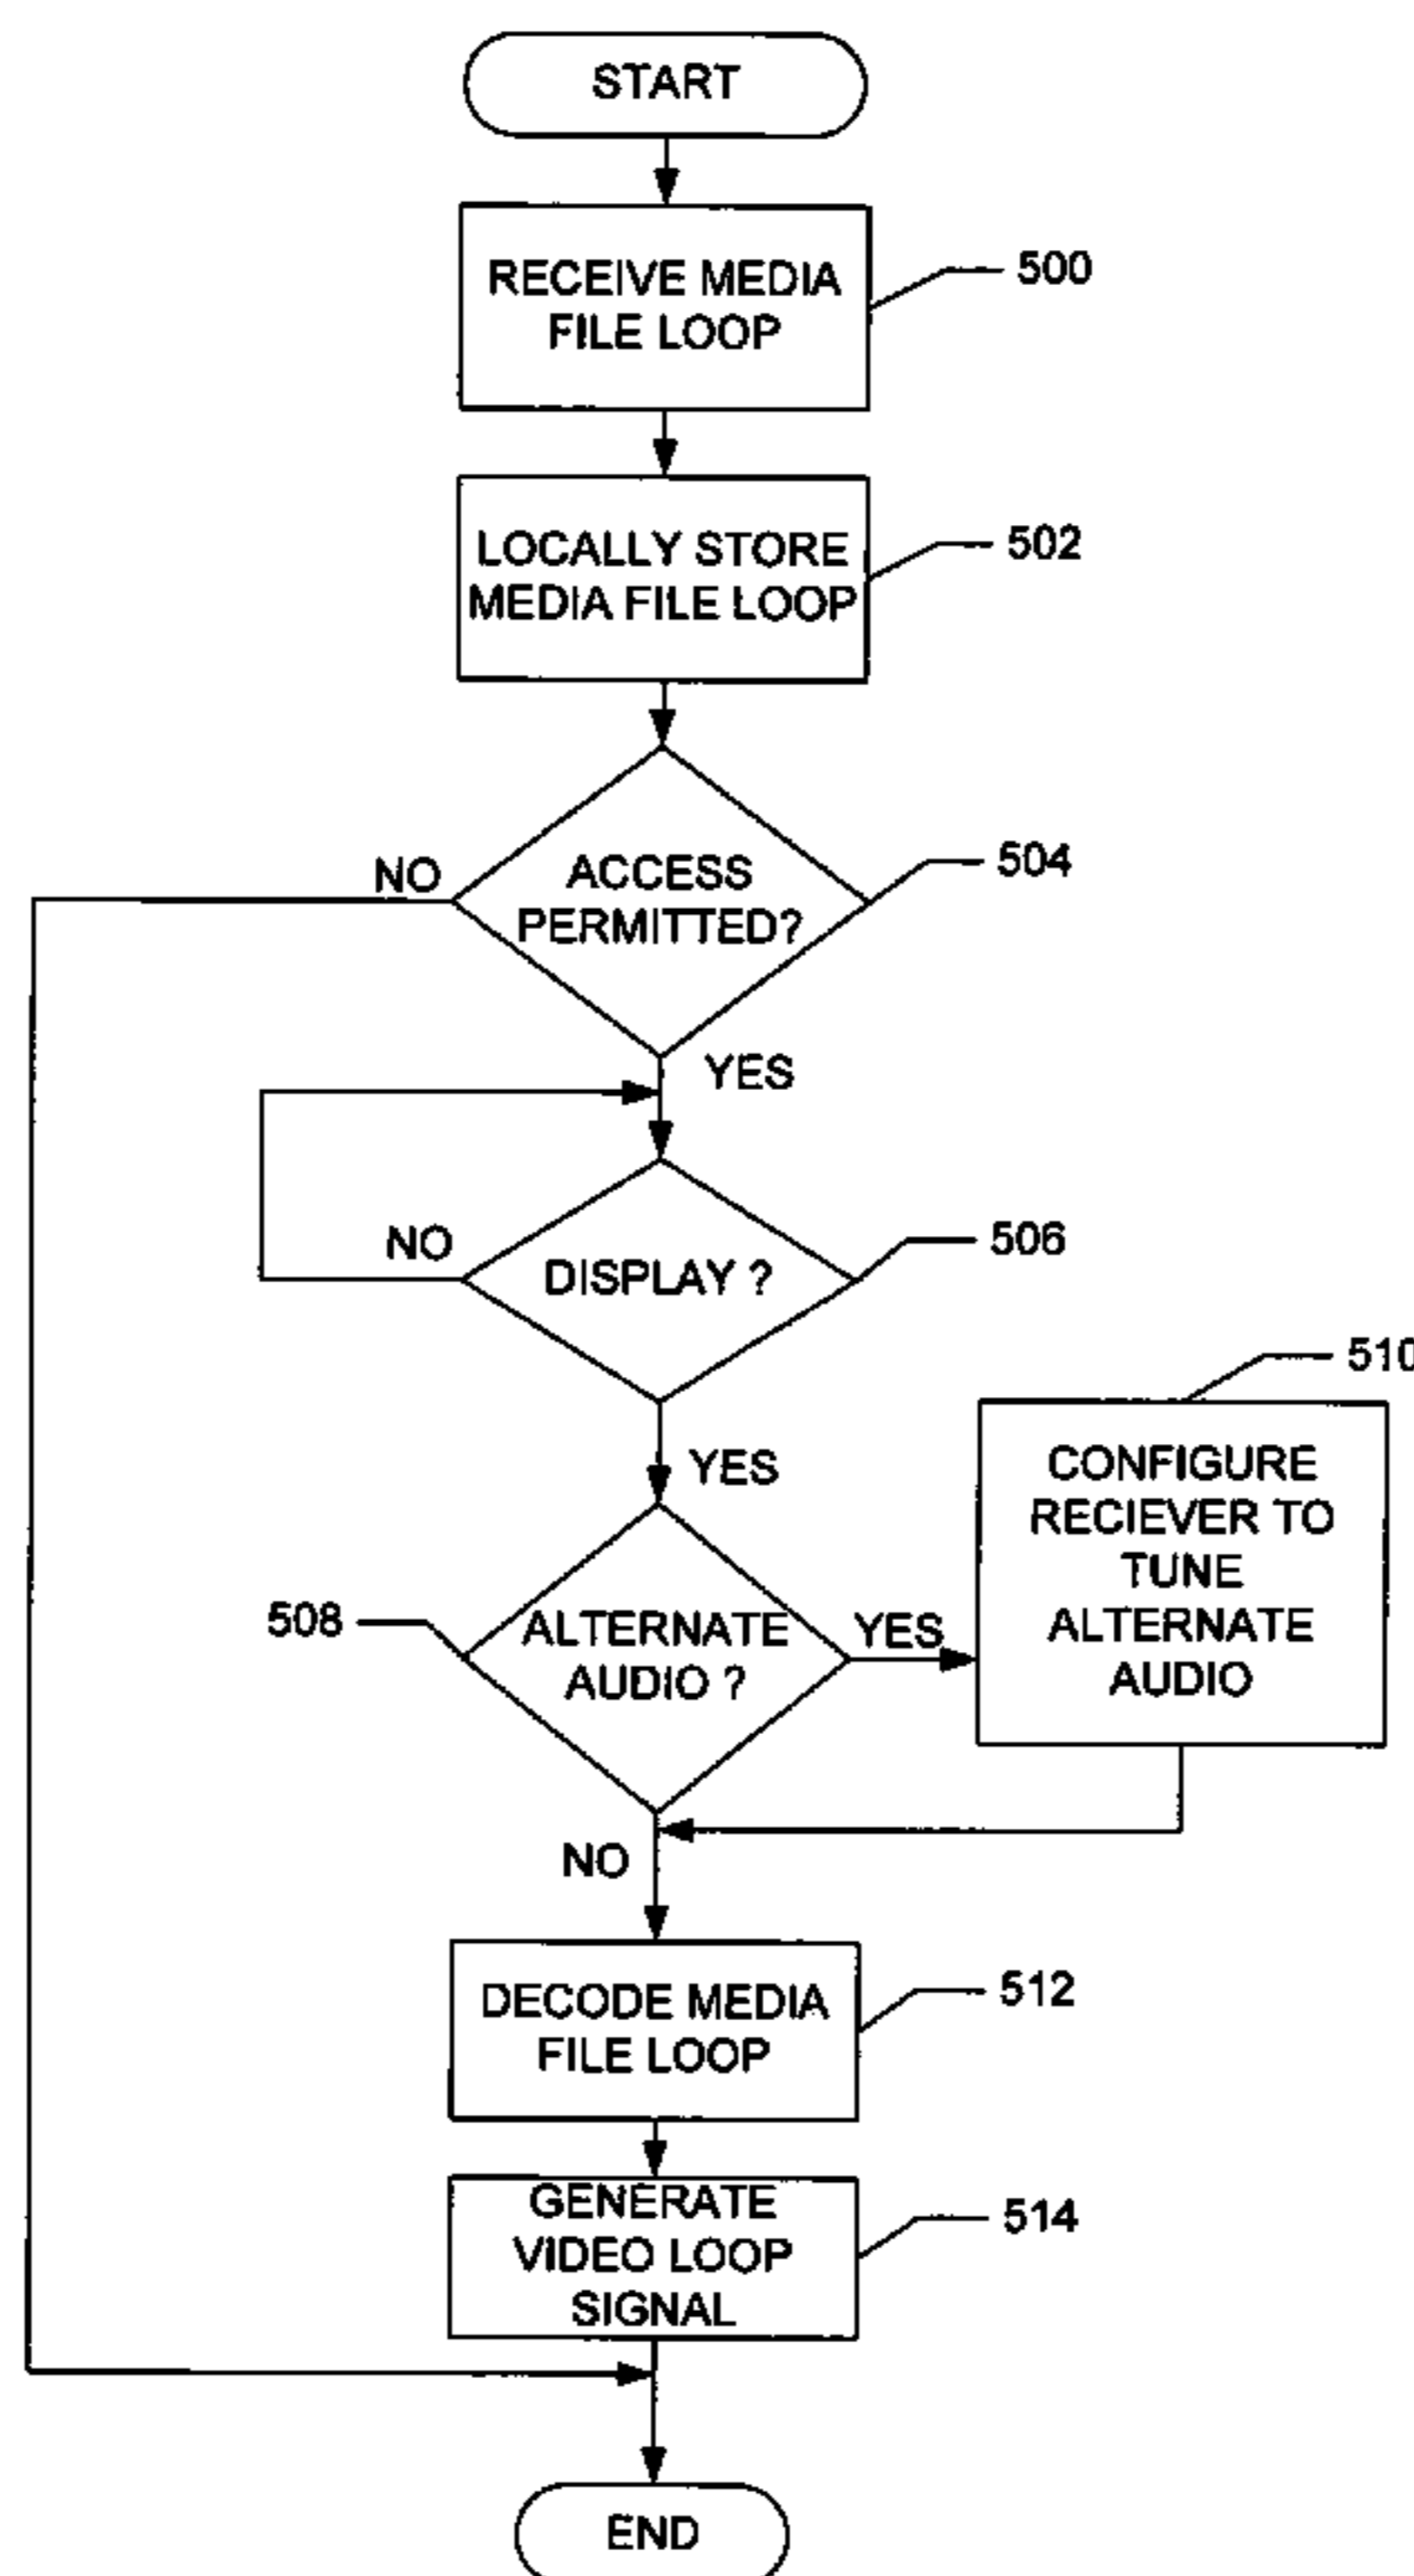 START
RECEIVE MEDIA
FILE LOOP
500
LOCALLY STORE
MEDIA FILE LOOP
502
NO
ACCESS
PERMITTED?
504
YES
NO
DISPLAY ?
506
YES
510
CONFIGURE
RECIEVER TO
TUNE
ALTERNATE
AUDIO
508
ALTERNATE
AUDIO ?
YES
NO
DECODE MEDIA
FILE LOOP
512
GENERATE
VIDEO LOOP
SIGNAL
514
END